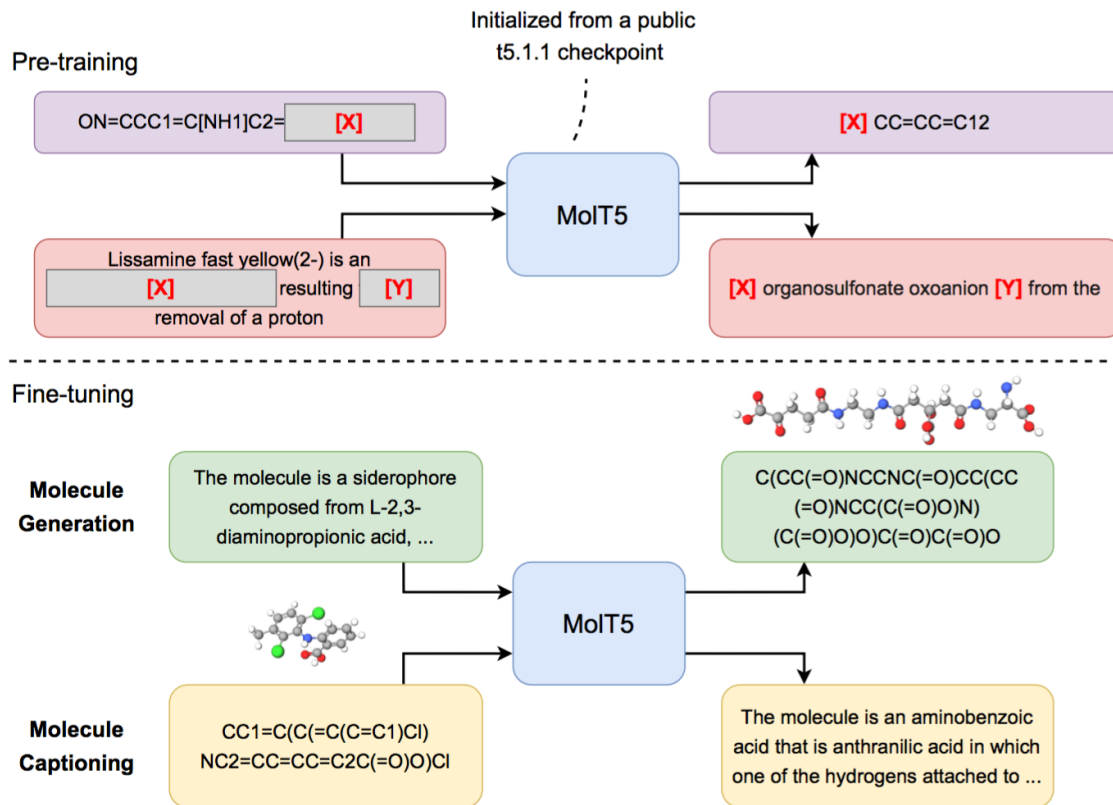 Initialized from a public
t5.1.1 checkpoint
Pre-training
ON=CCC1=C[NH1]C2= [X]
[X] CC=CC=C12
MolT5
Lissamine fast yellow(2-) is an
[X] resulting [Y]
removal of a proton
[X] organosulfonate oxoanion [Y] from the
Fine-tuning
Molecule
Generation
The molecule is a siderophore
composed from L-2,3-
diaminopropionic acid, ...
C(CC(=O)NCCNC(=O)CC(CC
(=O)NCC(C(=O)O)N)
(C(=O)O)O)C(=O)C(=O)O
MolT5
Molecule
Captioning
CC1=C(C(=C(C=C1)Cl)
NC2=CC=CC=C2C(=O)O)Cl
The molecule is an aminobenzoic
acid that is anthranilic acid in which
one of the hydrogens attached to ...